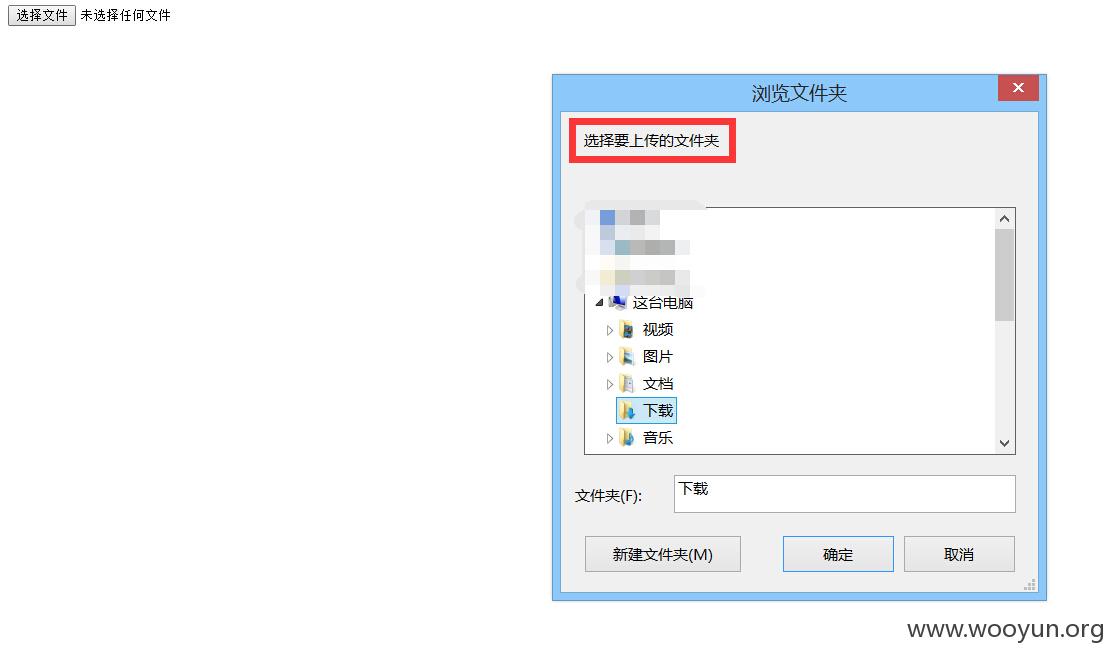 选择文件 未选择任何文件
浏览文件夹
选择要上传的文件夹
这台电脑
视频
图片
文档
下载
音乐
文件夹(F): 下载
新建文件夹(M) 确定 取消
www.wooyun.org